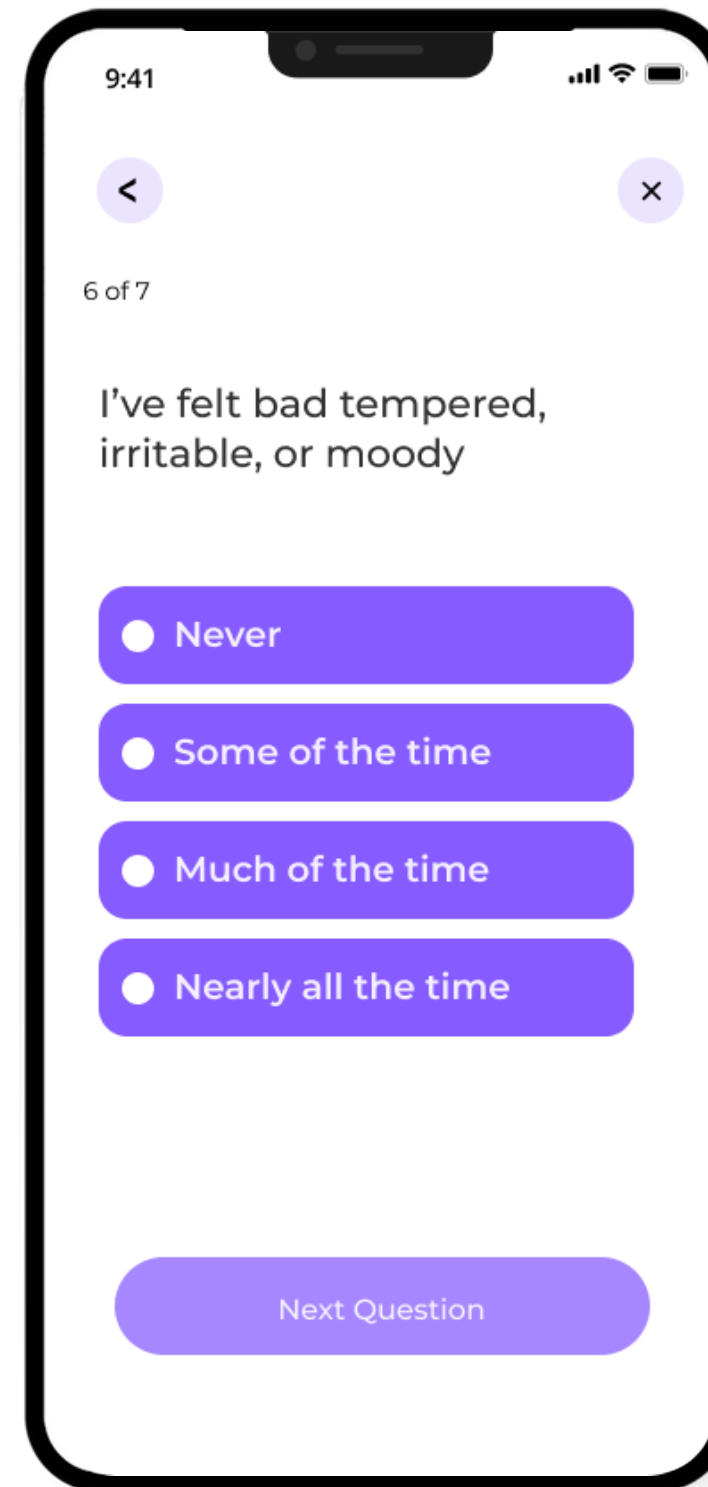 9:41
<
×
6 of 7
I’ve felt bad tempered,
irritable, or moody
Never
Some of the time
Much of the time
Nearly all the time
Next Question